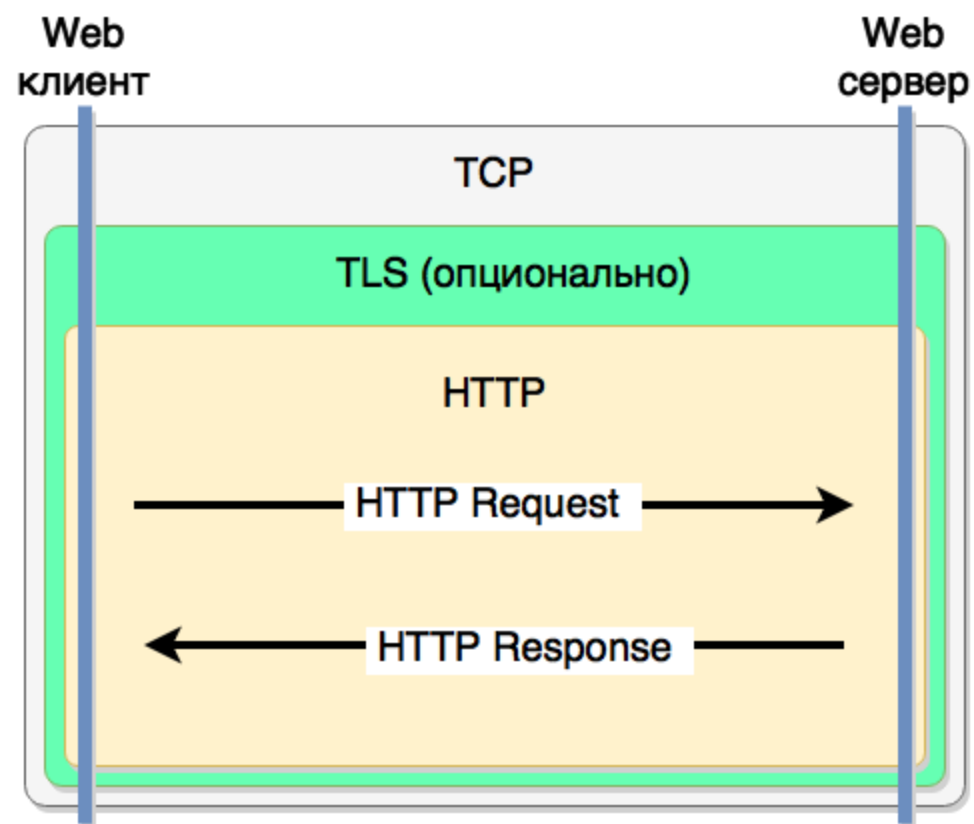 Web
клиент
Web
сервер
TCP
TLS (опционально)
HTTP
HTTP Request
HTTP Response